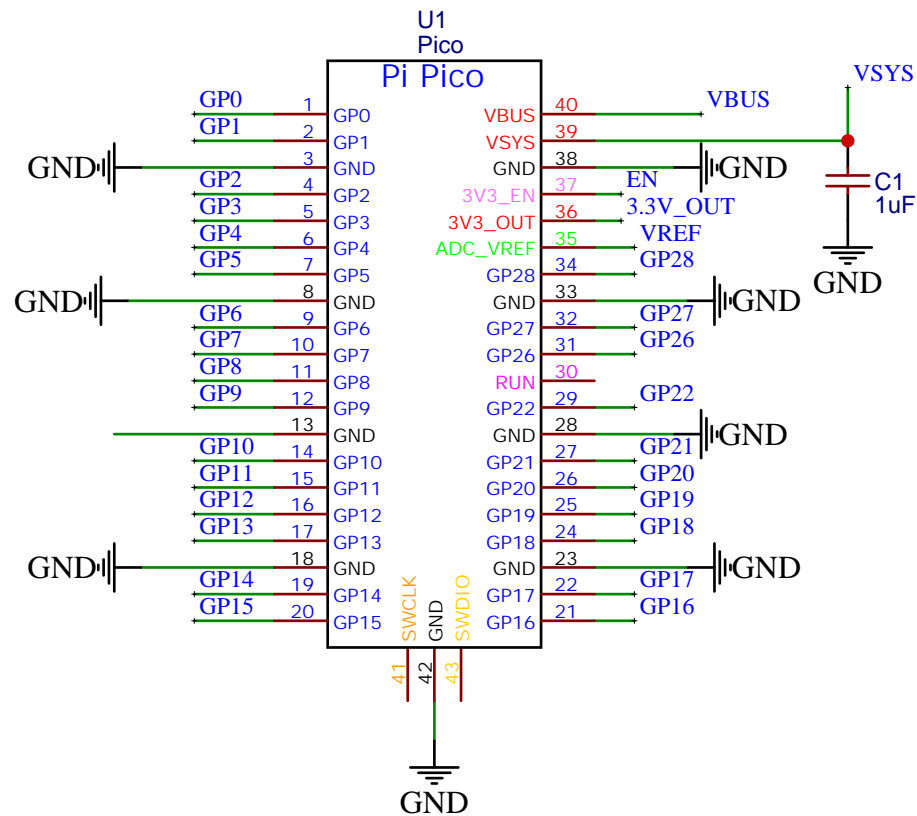 U1
Pico
Pi Pico
GP0 1 GP0
GP1 2 GP1
GND 3 GND
GP2 4 GP2
GP3 5 GP3
GP4 6 GP4
GP5 7 GP5
GND 8 GND
GP6 9 GP6
GP7 10 GP7
GP8 11 GP8
GP9 12 GP9
13 GND
GP10 14 GP10
GP11 15 GP11
GP12 16 GP12
GP13 17 GP13
GND 18 GND
GP14 19 GP14
GP15 20 GP15
VBUS 40 VBUS
VSYS 39 VSYS
GND 38 GND
3V3_EN 37 EN
3V3_OUT 36 3.3V_OUT
ADC_VREF 35 VREF
GP28 34 GP28
GND 33 GND
GP27 32 GP27
GP26 31 GP26
RUN 30
GP22 29 GP22
GND 28 GND
GP21 27 GP21
GP20 26 GP20
GP19 25 GP19
GP18 24 GP18
GND 23 GND
GP17 22 GP17
GP16 21 GP16
C1
1uF
GND
SWCLK 41
GND 42
SWDIO 43
GND